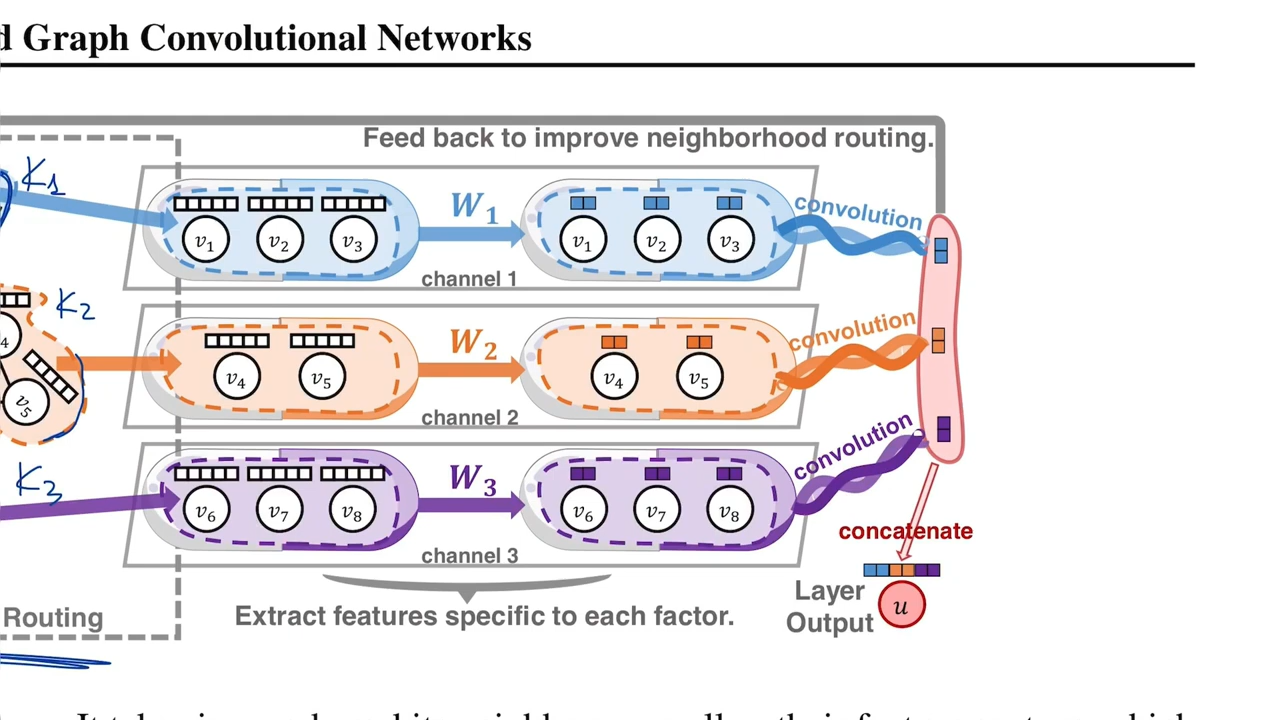 d Graph Convolutional Networks
Feed back to improve neighborhood routing.
K1
W1
convolution
v1 v2 v3
v1 v2 v3
channel 1
K2
W2
convolution
4
v5
v4 v5
v4 v5
channel 2
K3
W3
convolution
v6 v7 v8
v6 v7 v8
channel 3
concatenate
Routing
Extract features specific to each factor.
Layer
Output
u